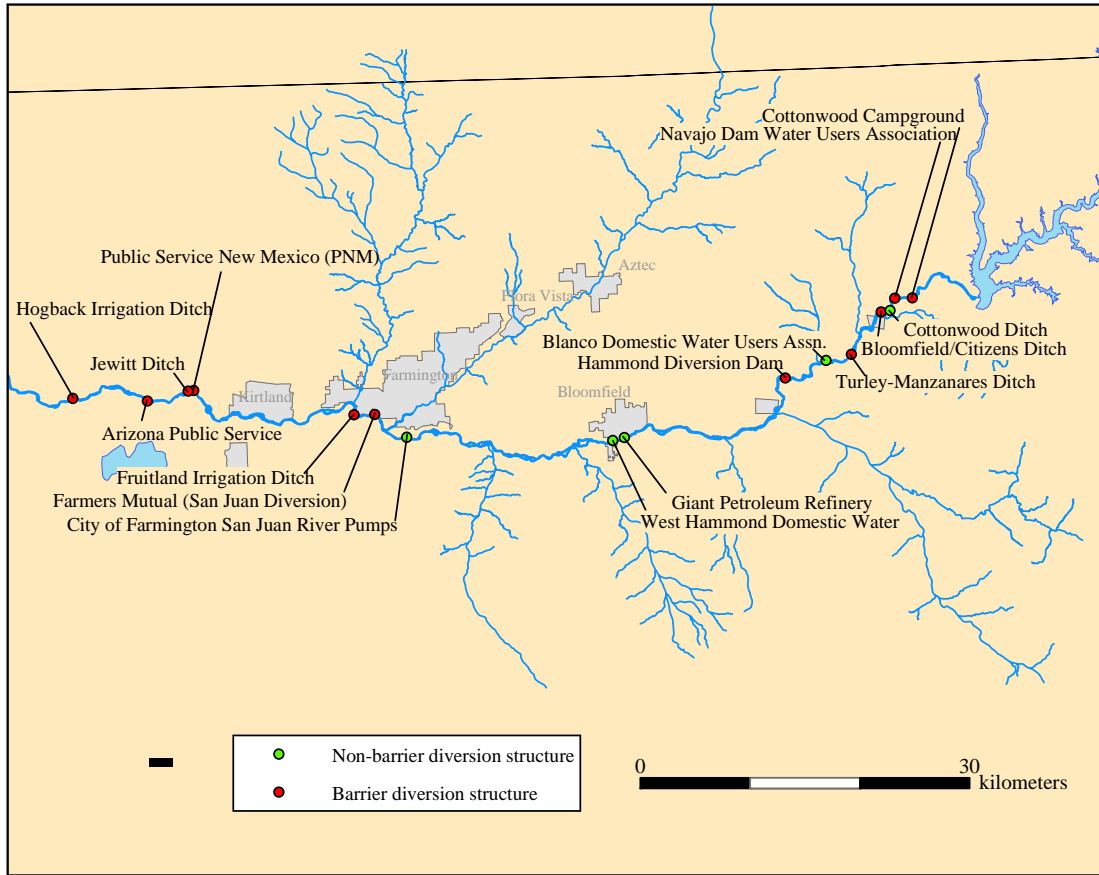 Cottonwood Campground
Navajo Dam Water Users Association
Public Service New Mexico (PNM)
Aztec
Hogback Irrigation Ditch
Flora Vista
Cottonwood Ditch
Blanco Domestic Water Users Assn.
Bloomfield/Citizens Ditch
Jewitt Ditch
Hammond Diversion Dam
Farmington
Turley-Manzanares Ditch
Kirtland
Bloomfield
Arizona Public Service
Fruitland Irrigation Ditch
Farmers Mutual (San Juan Diversion)
Giant Petroleum Refinery
City of Farmington San Juan River Pumps
West Hammond Domestic Water
Non-barrier diversion structure
Barrier diversion structure
0 30
kilometers